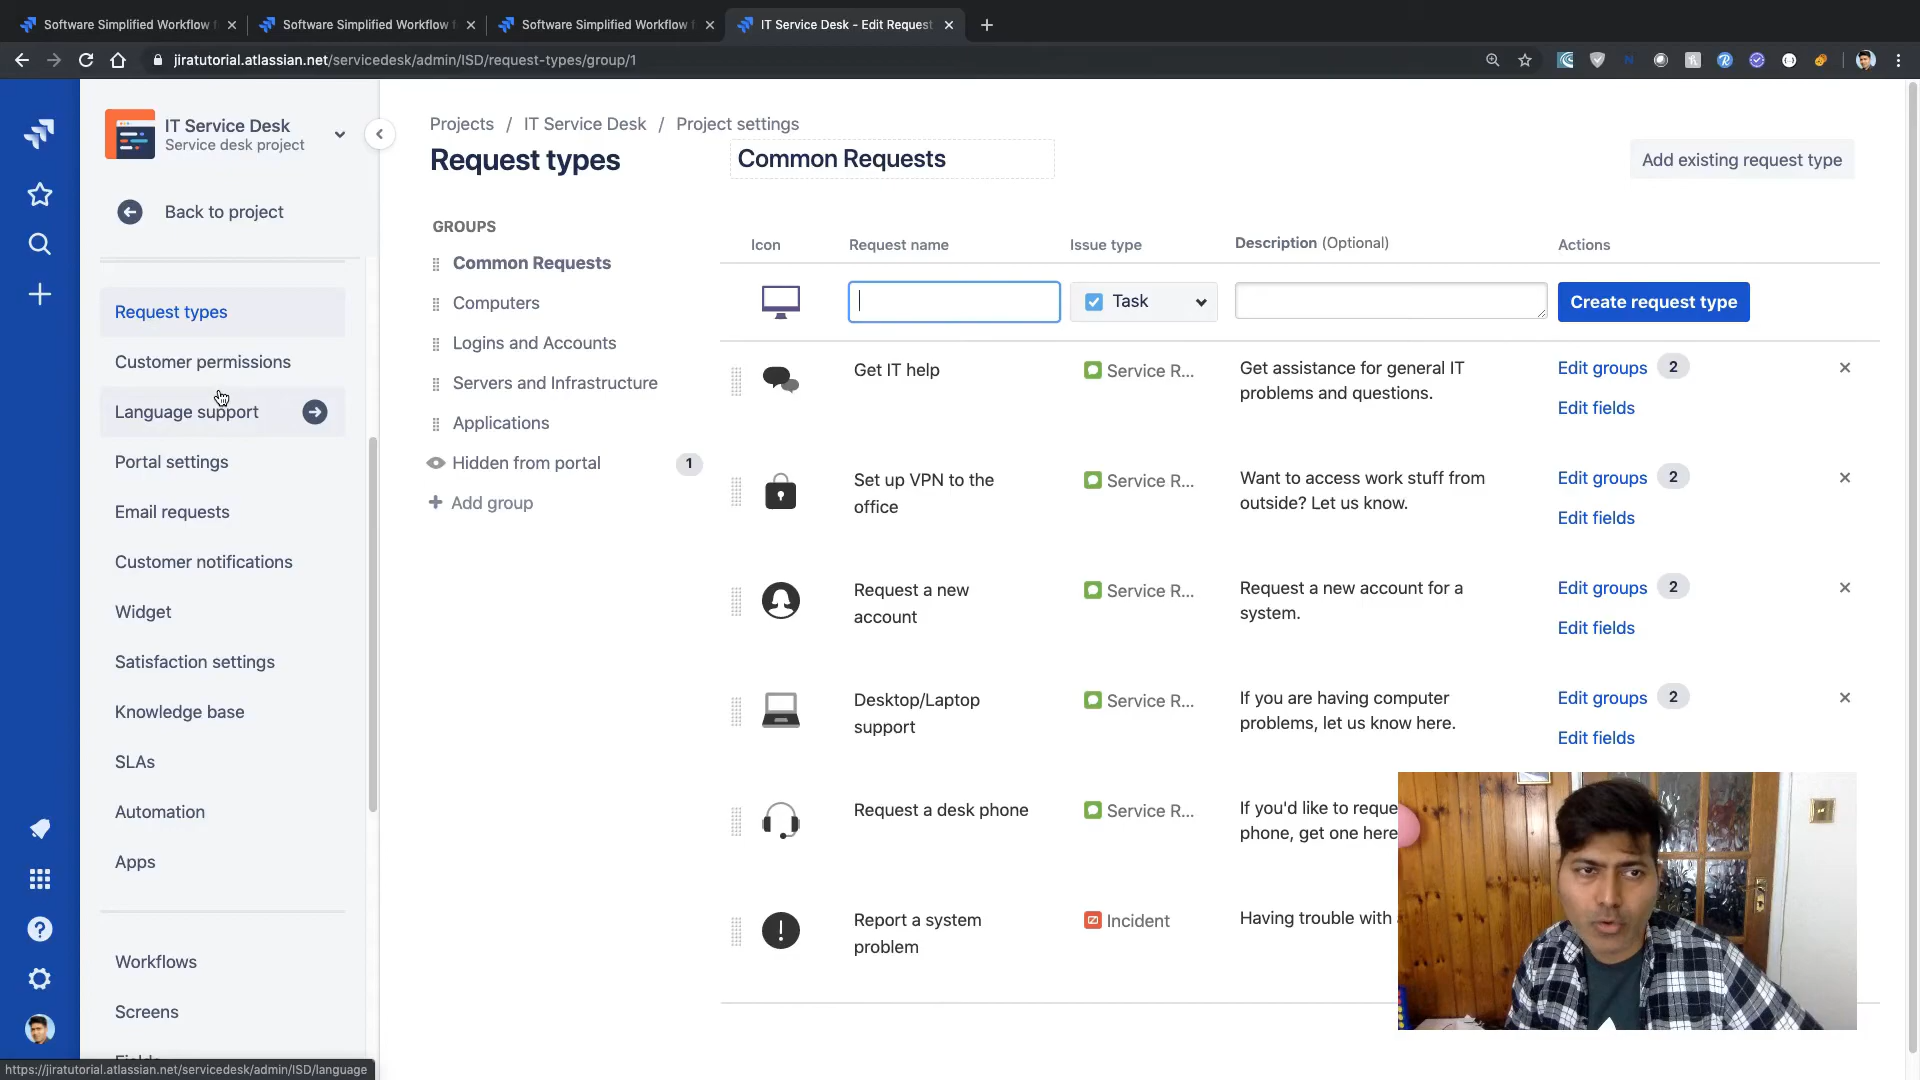 Software Simplified Workflow f
Software Simplified Workflow f
Software Simplified Workflow f
IT Service Desk - Edit Request
jiratutorial.atlassian.net/servicedesk/admin/ISD/request-types/group/1
IT Service Desk
Service desk project
Back to project
Request types
Customer permissions
Language support
Portal settings
Email requests
Customer notifications
Widget
Satisfaction settings
Knowledge base
SLAs
Automation
Apps
Workflows
Screens
Fields
https://jiratutorial.atlassian.net/servicedesk/admin/ISD/language
Projects / IT Service Desk / Project settings
Request types
GROUPS
Common Requests
Computers
Logins and Accounts
Servers and Infrastructure
Applications
Hidden from portal 1
Add group
Common Requests
Add existing request type
Icon Request name Issue type Description (Optional) Actions
Task Create request type
Get IT help Service R... Get assistance for general IT Edit groups 2
problems and questions. Edit fields
Set up VPN to the Service R... Want to access work stuff from Edit groups 2
office outside? Let us know. Edit fields
Request a new Service R... Request a new account for a Edit groups 2
account system. Edit fields
Desktop/Laptop Service R... If you are having computer Edit groups 2
support problems, let us know here. Edit fields
Request a desk phone Service R... If you'd like to reque
phone, get one here
Report a system Incident Having trouble with
problem